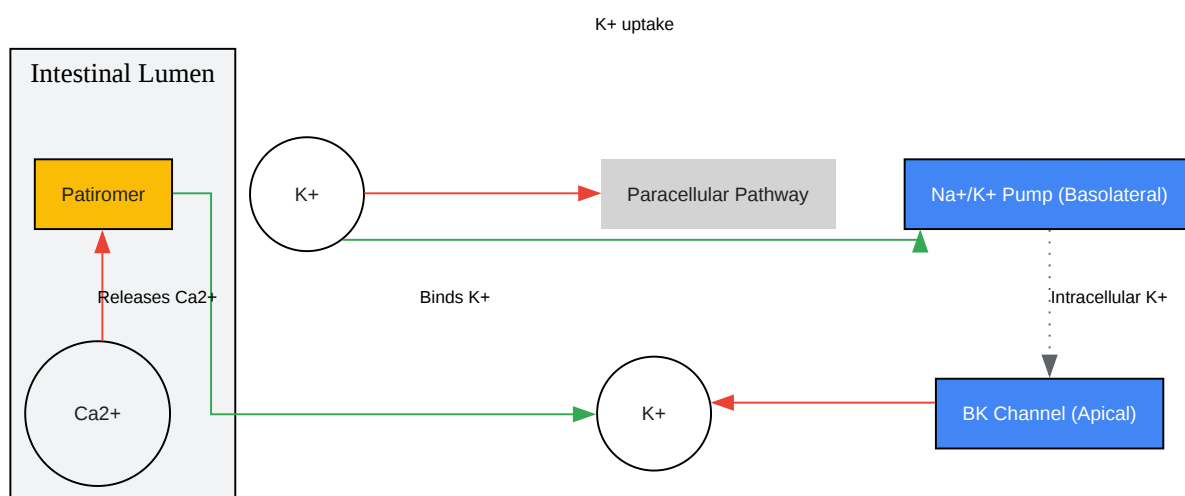 K+ uptake
Intestinal Lumen
Patiromer
K+
Paracellular Pathway
Na+/K+ Pump (Basolateral)
Releases Ca2+
Binds K+
Intracellular K+
Ca2+
K+
BK Channel (Apical)